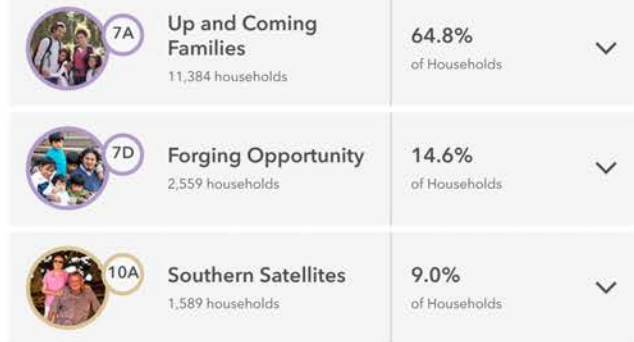 7A
Up and Coming
Families
11,384 households
64.8%
of Households
7D
Forging Opportunity
2,559 households
14.6%
of Households
10A
Southern Satellites
1,589 households
9.0%
of Households